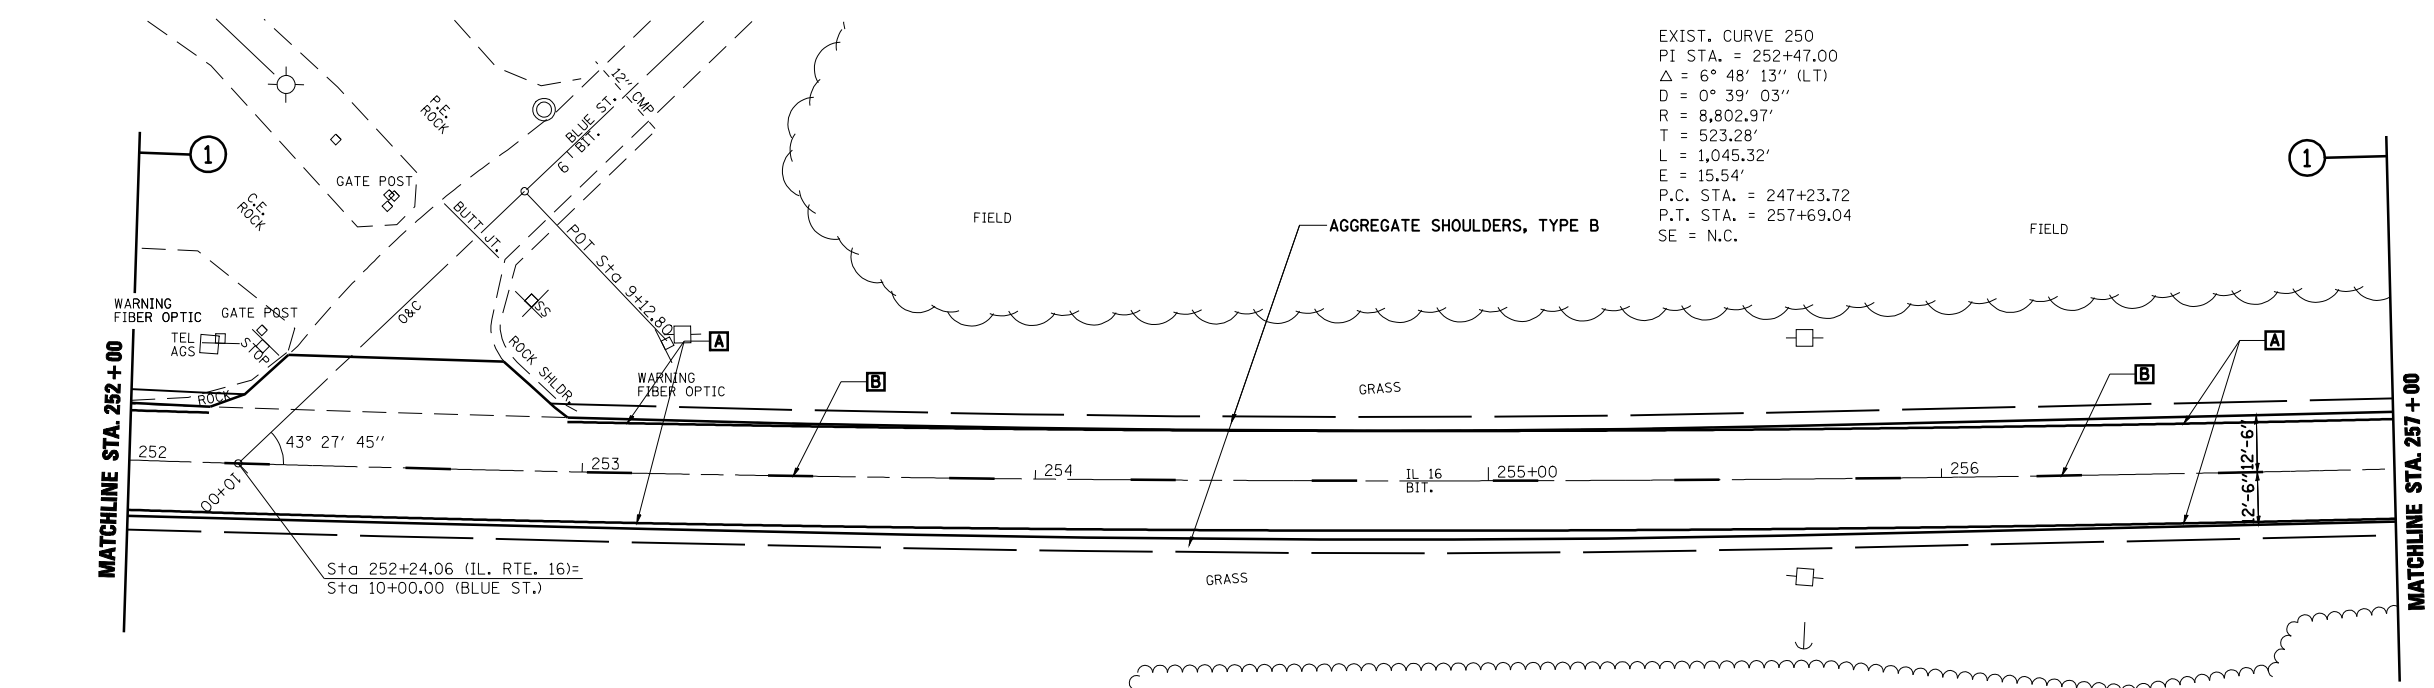 EXIST. CURVE 250
PI STA. = 252+47.00
△ = 6° 48' 13'' (LT)
D = 0° 39' 03''
R = 8,802.97'
T = 523.28'
L = 1,045.32'
E = 15.54'
P.C. STA. = 247+23.72
P.T. STA. = 257+69.04
SE = N.C.
12'' CMP
BLUE ST.
BIT.
P.E.
ROCK
1
1
GATE POST
C.E.
ROCK
BUTT JT.
POT Sta 9+12.80
FIELD
AGGREGATE SHOULDERS, TYPE B
FIELD
WARNING
FIBER OPTIC
GATE POST
O&C
SS
TEL
AGS
STOP
ROCK SHLDR.
A
A
WARNING
FIBER OPTIC
B
B
GRASS
ROCK
MATCHLINE STA. 252+00
MATCHLINE STA. 257+00
43° 27' 45''
252
253
254
IL 16
BIT.
255+00
256
12'-6''
12'-6''
10+00
Sta 252+24.06 (IL. RTE. 16)=
Sta 10+00.00 (BLUE ST.)
GRASS